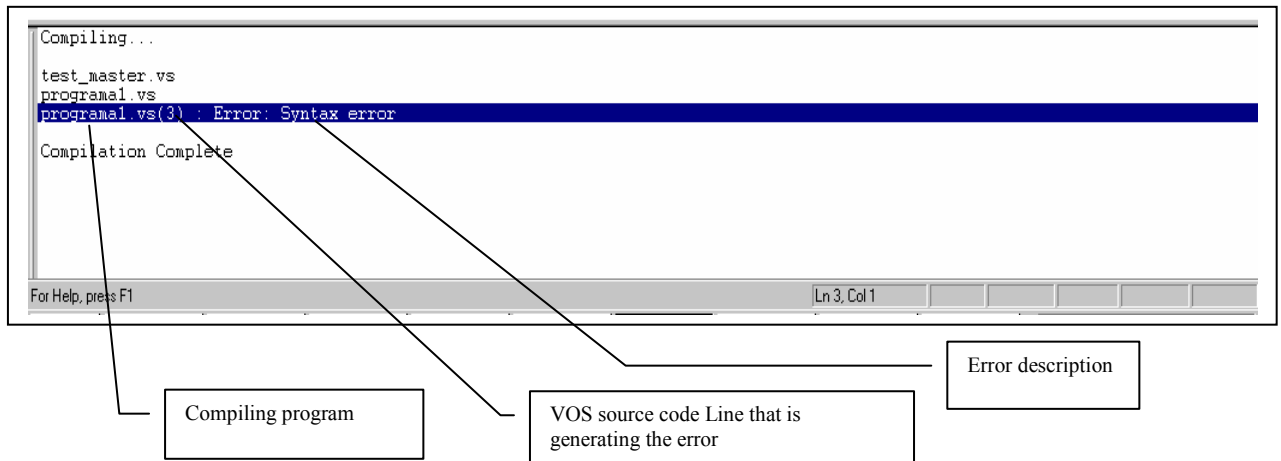 Compiling...
test_master.vs
programa1.vs
programa1.vs(3) : Error: Syntax error
Compilation Complete
For Help, press F1
Ln 3, Col 1
Error description
Compiling program
VOS source code Line that is
generating the error